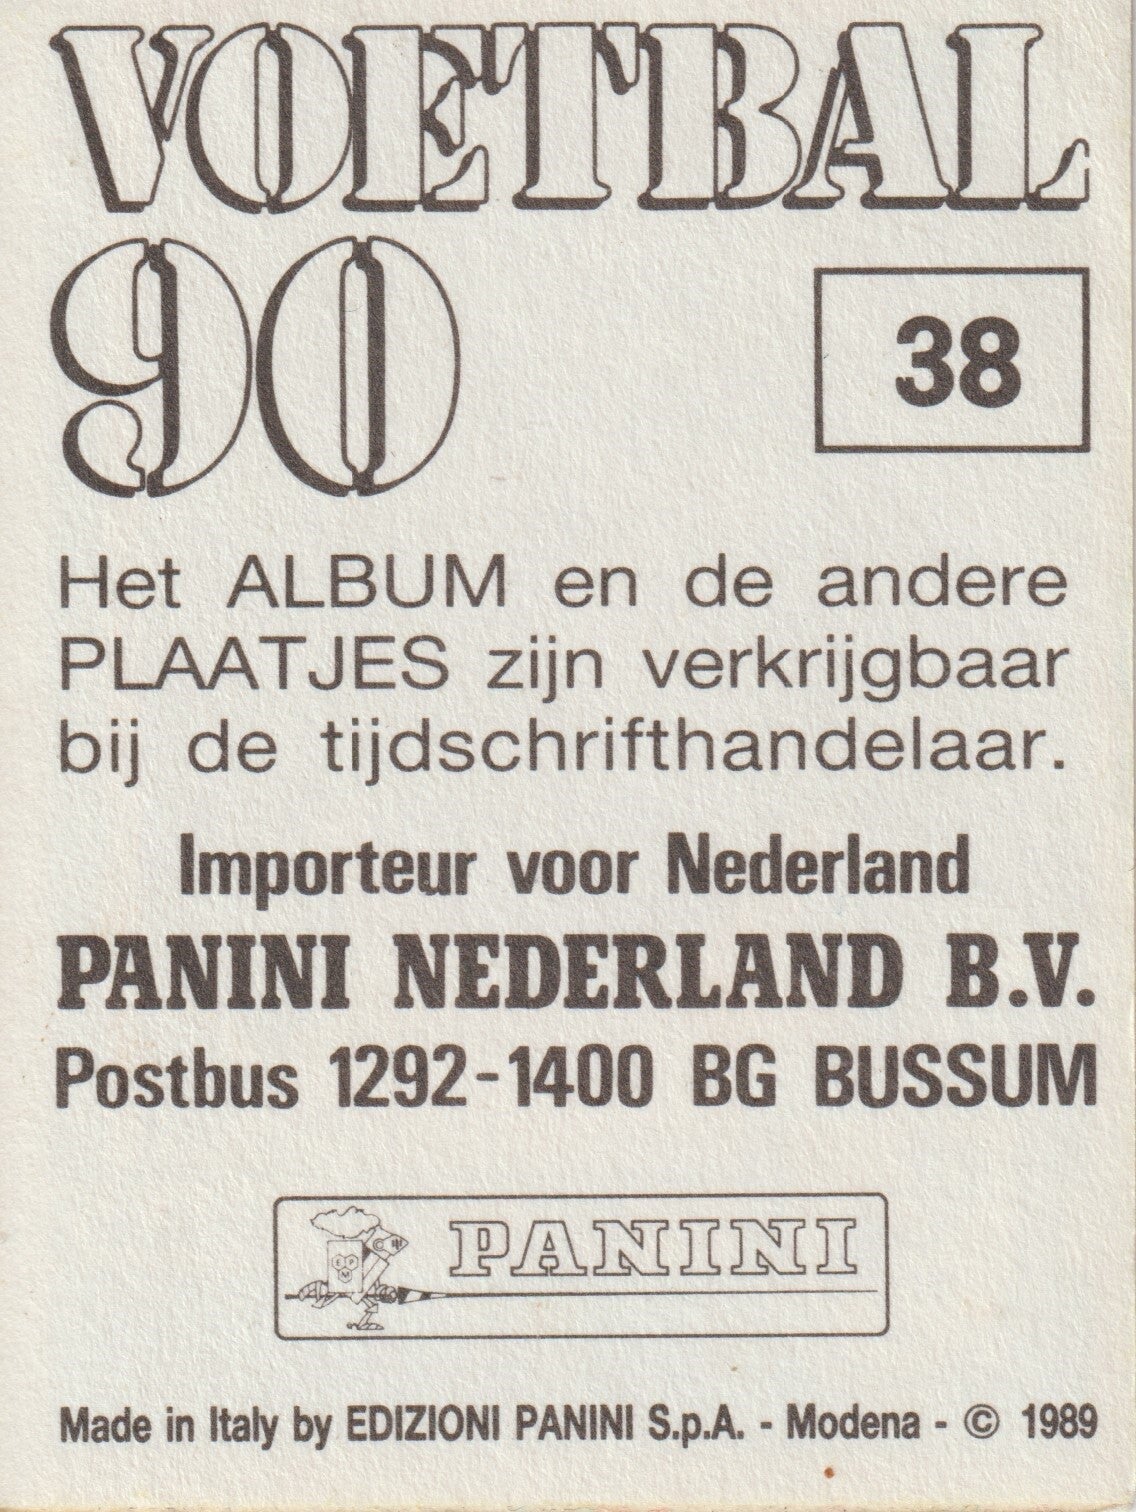 VOETBAL
90
38
Het ALBUM en de andere
PLAATJES zijn verkrijgbaar
bij de tijdschrifthandelaar.
Importeur voor Nederland
PANINI NEDERLAND B.V.
Postbus 1292-1400 BG BUSSUM
PANINI
Made in Italy by EDIZIONI PANINI S.p.A. - Modena - © 1989